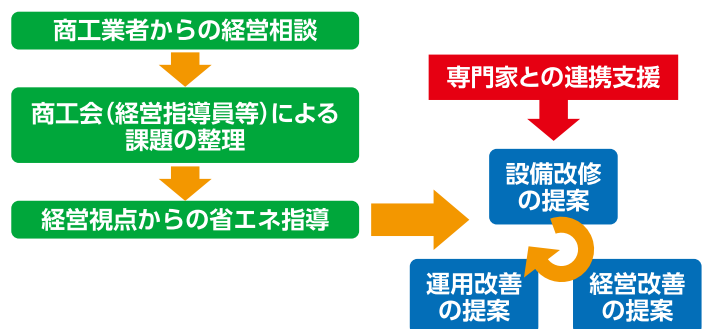 商工業者からの経営相談
商工会(経営指導員等)による
課題の整理
経営視点からの省エネ指導
専門家との連携支援
設備改修
の提案
運用改善
の提案
経営改善
の提案